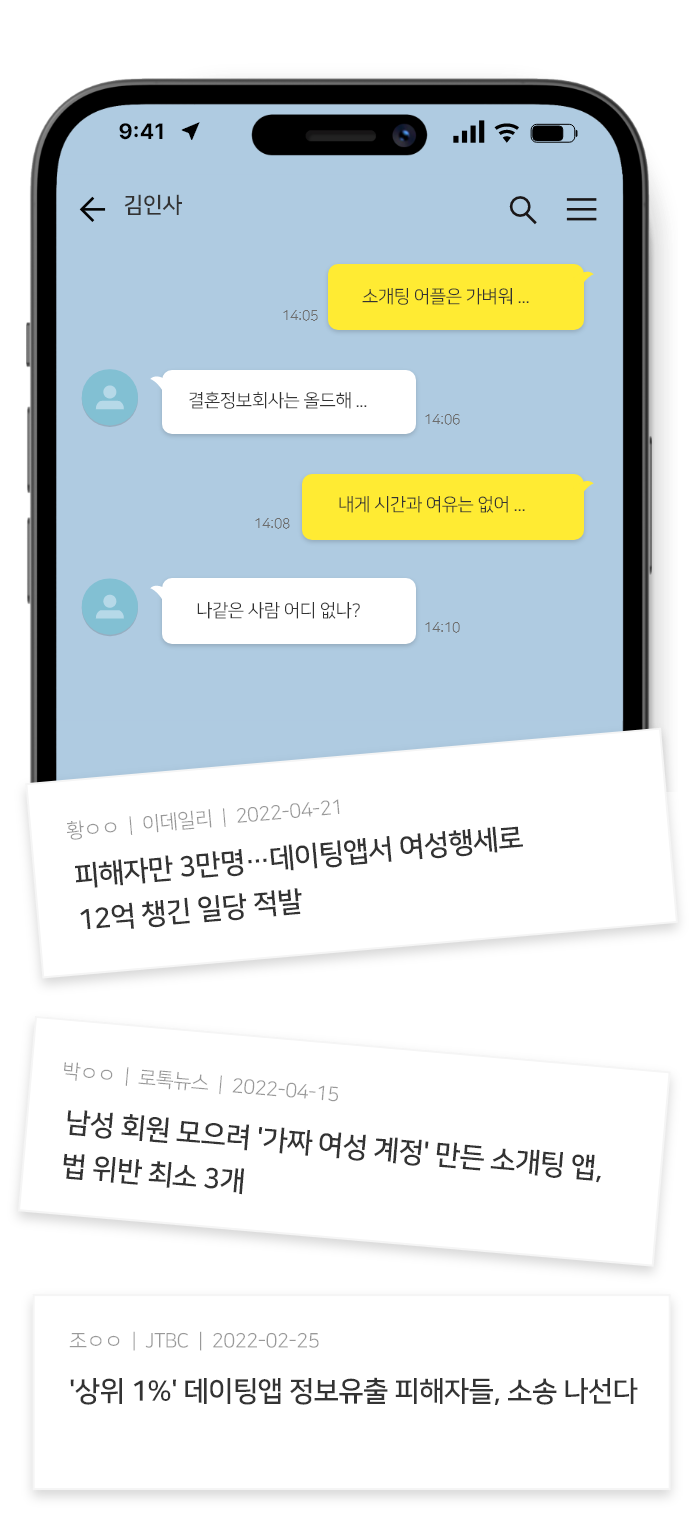 9:41
김인사
소개팅 어플은 가벼워 ...
14:05
결혼정보회사는 올드해 ...
14:06
내게 시간과 여유는 없어 ...
14:08
나같은 사람 어디 없나?
14:10
황ㅇㅇ | 이데일리 | 2022-04-21
피해자만 3만명…데이팅앱서 여성행세로
12억 챙긴 일당 적발
박ㅇㅇ | 로톡뉴스 | 2022-04-15
남성 회원 모으려 '가짜 여성 계정' 만든 소개팅 앱,
법 위반 최소 3개
조ㅇㅇ | JTBC | 2022-02-25
'상위 1%' 데이팅앱 정보유출 피해자들, 소송 나선다